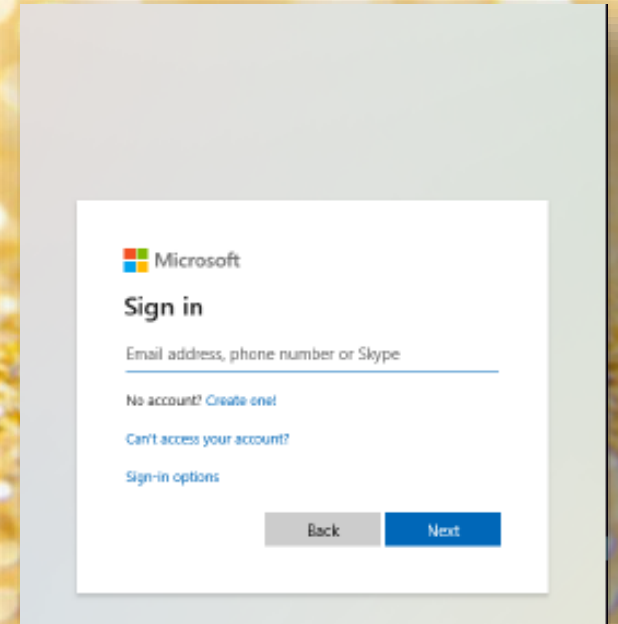 Microsoft
Sign in
Email address, phone number or Skype
No account? Create one!
Can't access your account?
Sign-in options
Back Next